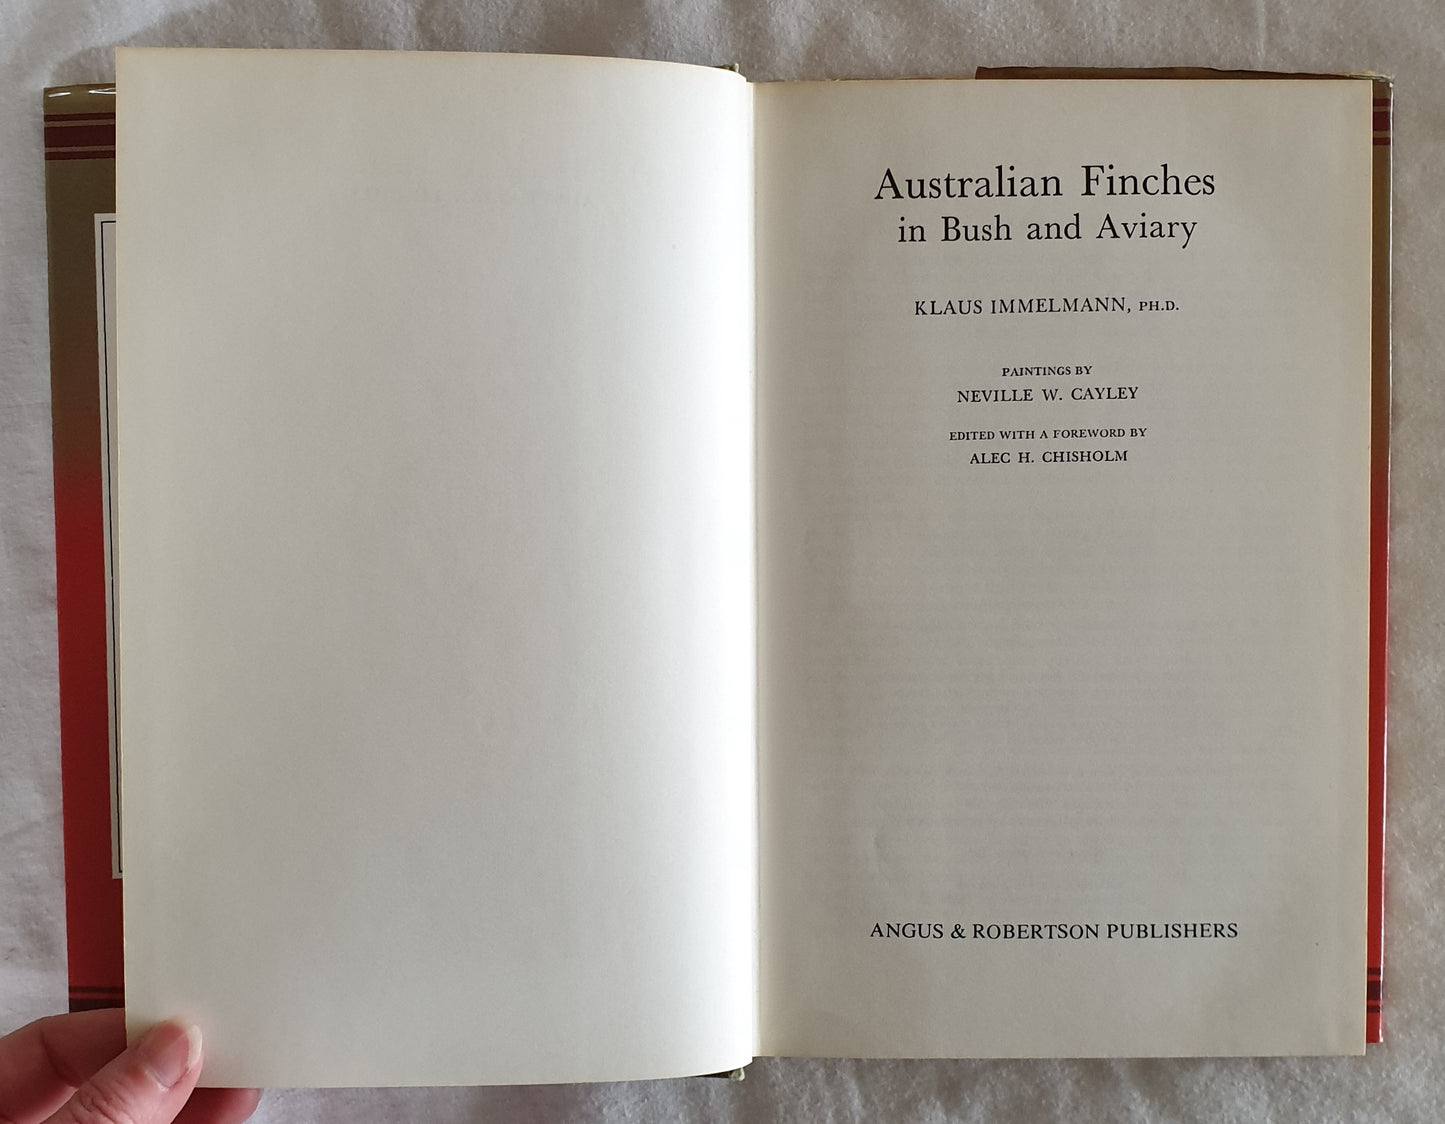 Australian Finches
in Bush and Aviary
KLAUS IMMELMANN, PH.D.
PAINTINGS BY
NEVILLE W. CAYLEY
EDITED WITH A FOREWORD BY
ALEC H. CHISHOLM
ANGUS & ROBERTSON PUBLISHERS